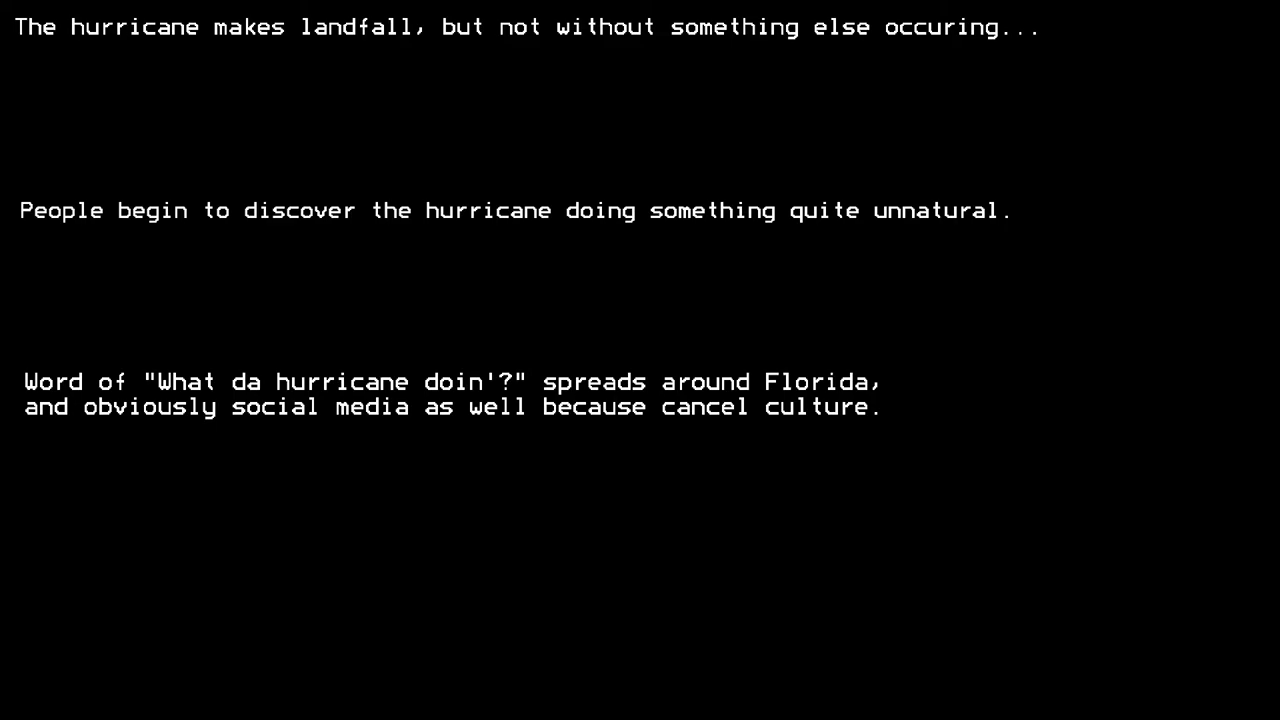 The hurricane makes landfall, but not without something else occuring...
People begin to discover the hurricane doing something quite unnatural.
Word of "What da hurricane doin'?" spreads around Florida,
and obviously social media as well because cancel culture.